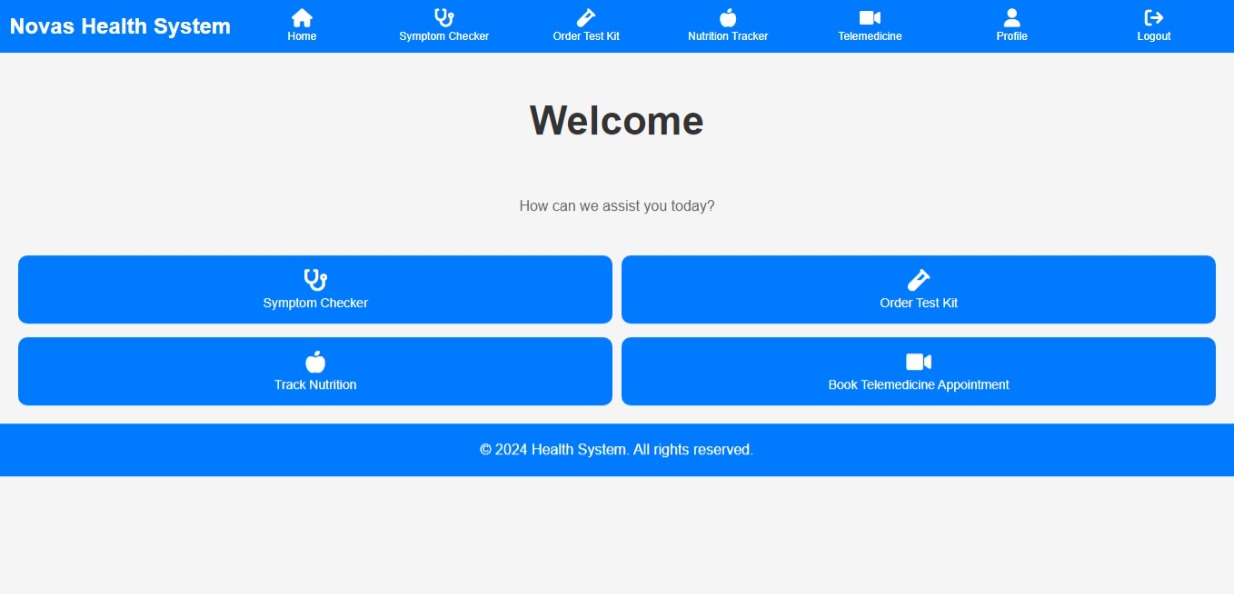 Novas Health System
Home
Symptom Checker
Order Test Kit
Nutrition Tracker
Telemedicine
Profile
Logout
Welcome
How can we assist you today?
Symptom Checker
Order Test Kit
Track Nutrition
Book Telemedicine Appointment
© 2024 Health System. All rights reserved.